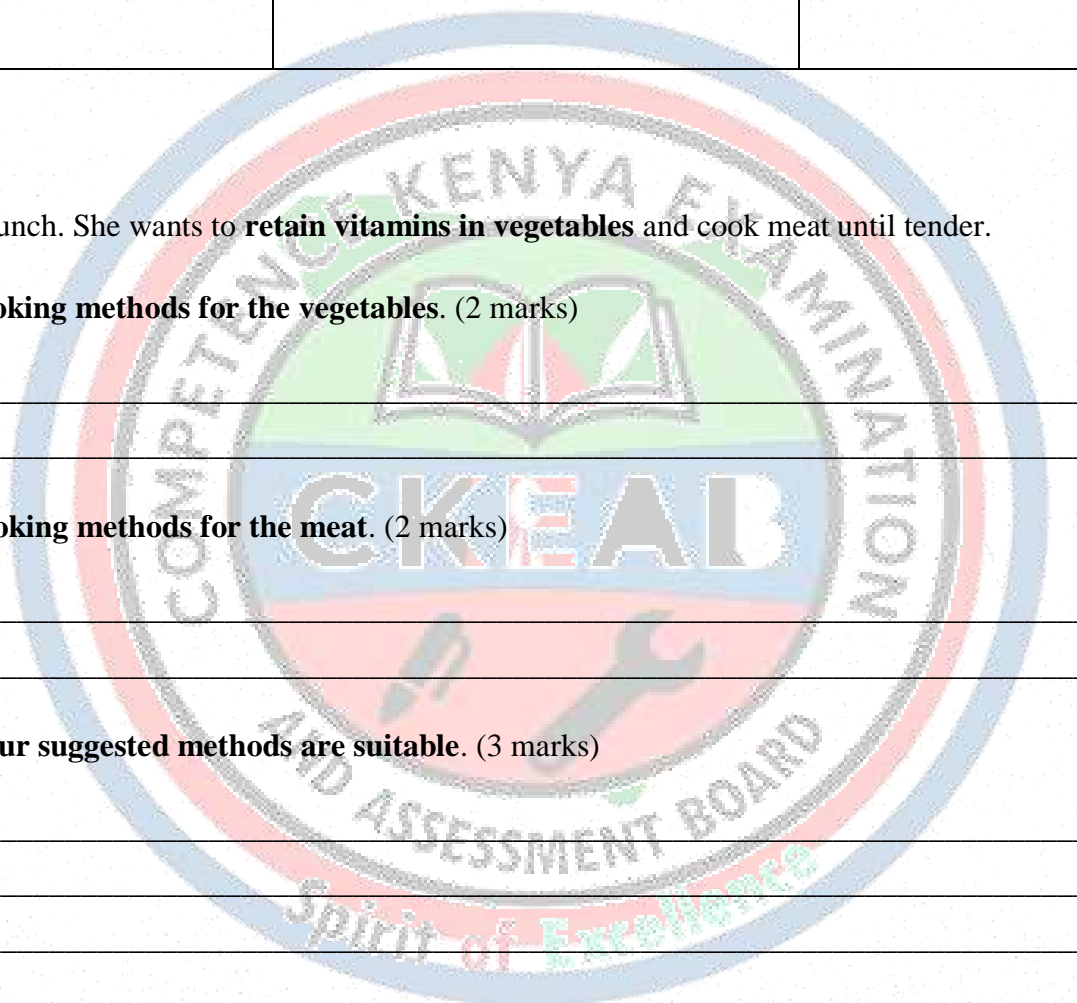 unch. She wants to retain vitamins in vegetables and cook meat until tender.
oking methods for the vegetables. (2 marks)
oking methods for the meat. (2 marks)
ur suggested methods are suitable. (3 marks)
COMPETENCE KENYA EXAMINATION
CKEAB
AND ASSESSMENT BOARD
Spirit of Excellence